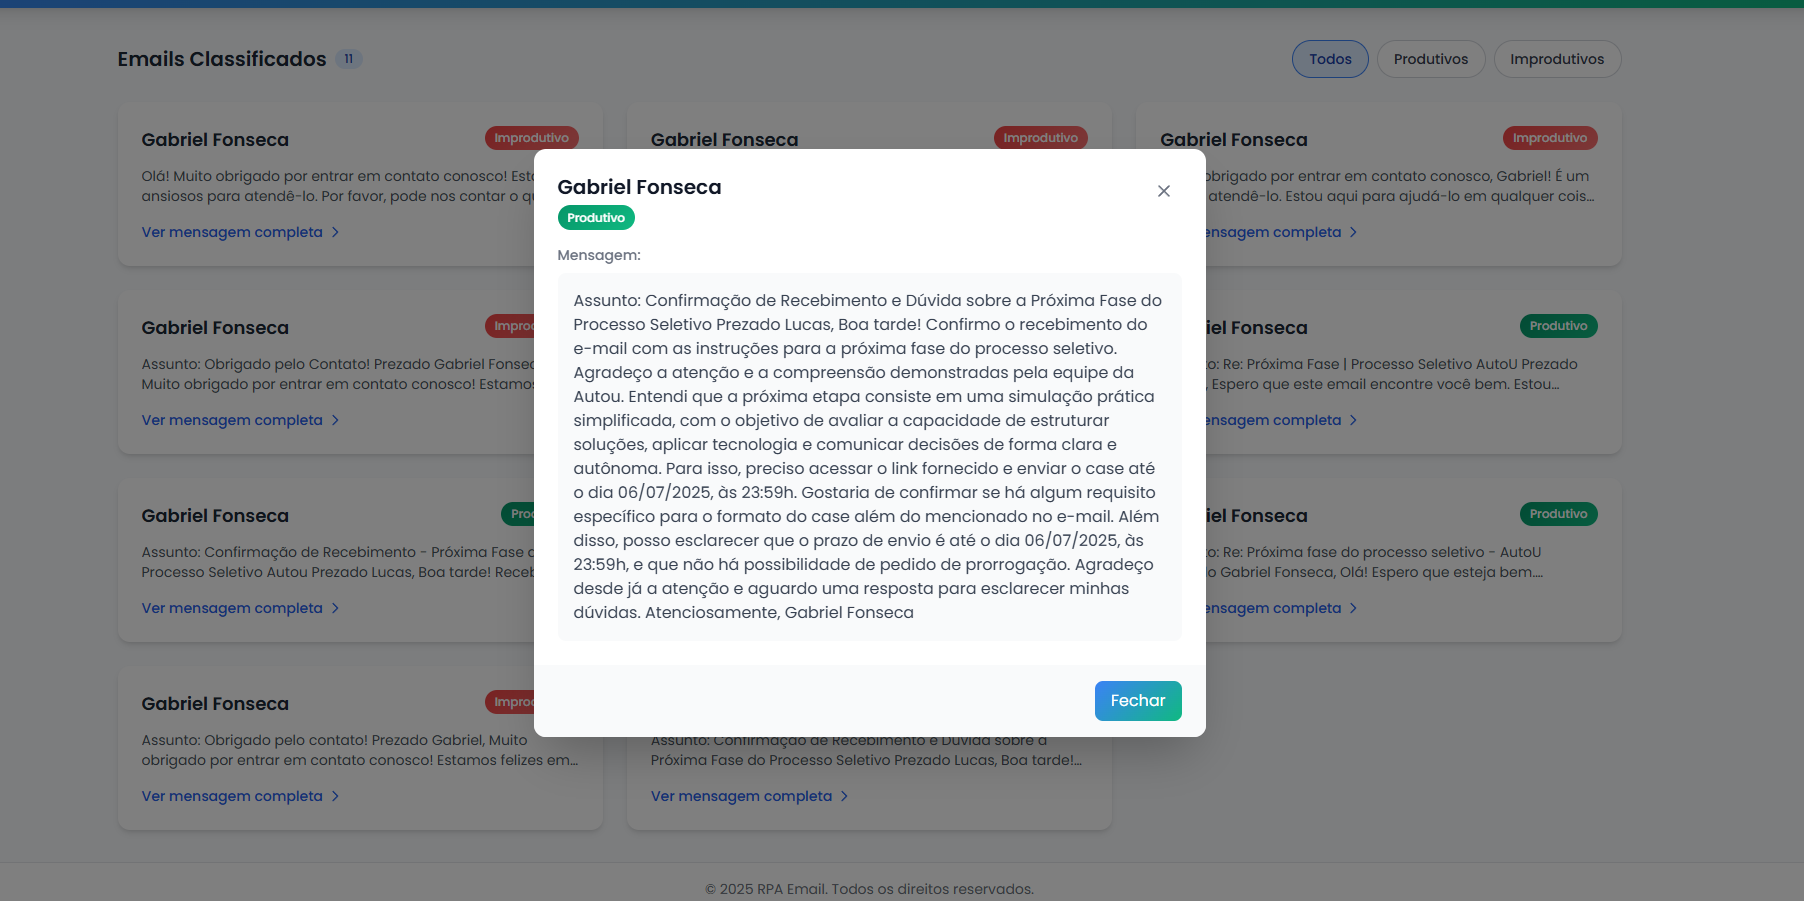 Emails Classificados 11
Todos Produtivos Improdutivos
Gabriel Fonseca Improdutivo
Olá! Muito obrigado por entrar em contato conosco!
ansiosos para atendê-lo. Por favor, pode nos contar o
Ver mensagem completa
Gabriel Fonseca Improdutivo
Gabriel Fonseca Improdutivo
obrigado por entrar em contato conosco, Gabriel! É um
atendê-lo. Estou aqui para ajudá-lo em qualquer cois...
ensagem completa
Gabriel Fonseca
Assunto: Obrigado pelo Contato! Prezado Gabriel
Muito obrigado por entrar em contato conosco! Estamos
Ver mensagem completa
iel Fonseca Produtivo
to: Re: Próxima Fase | Processo Seletivo AutoU Prezado
, Espero que este email encontre você bem. Estou...
ensagem completa
Gabriel Fonseca
Assunto: Confirmação de Recebimento - Próxima Fase
Processo Seletivo Autou Prezado Lucas, Boa tarde!
Ver mensagem completa
iel Fonseca Produtivo
to: Re: Próxima fase do processo seletivo - AutoU
o Gabriel Fonseca, Olá! Espero que esteja bem....
ensagem completa
Gabriel Fonseca
Assunto: Obrigado pelo contato! Prezado Gabriel, Muito
obrigado por entrar em contato conosco! Estamos felizes em...
Ver mensagem completa
Assunto: Confirmação de Recebimento e Dúvida sobre a
Próxima Fase do Processo Seletivo Prezado Lucas, Boa tarde!...
Ver mensagem completa
Gabriel Fonseca
Produtivo
Mensagem:
Assunto: Confirmação de Recebimento e Dúvida sobre a Próxima Fase do
Processo Seletivo Prezado Lucas, Boa tarde! Confirmo o recebimento do
e-mail com as instruções para a próxima fase do processo seletivo.
Agradeço a atenção e a compreensão demonstradas pela equipe da
Autou. Entendi que a próxima etapa consiste em uma simulação prática
simplificada, com o objetivo de avaliar a capacidade de estruturar
soluções, aplicar tecnologia e comunicar decisões de forma clara e
autônoma. Para isso, preciso acessar o link fornecido e enviar o case até
o dia 06/07/2025, às 23:59h. Gostaria de confirmar se há algum requisito
específico para o formato do case além do mencionado no e-mail. Além
disso, posso esclarecer que o prazo de envio é até o dia 06/07/2025, às
23:59h, e que não há possibilidade de pedido de prorrogação. Agradeço
desde já a atenção e aguardo uma resposta para esclarecer minhas
dúvidas. Atenciosamente, Gabriel Fonseca
Fechar
© 2025 RPA Email. Todos os direitos reservados.